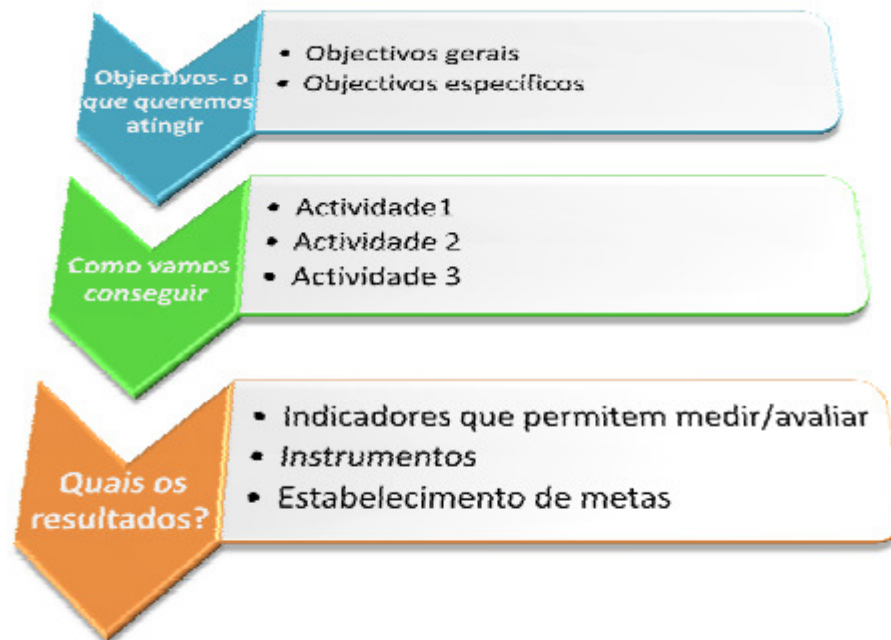 Objectivos- o
que queremos
atingir
• Objectivos gerais
• Objectivos específicos
Como vamos
conseguir
• Actividade1
• Actividade 2
• Actividade 3
Quais os
resultados?
• Indicadores que permitem medir/avaliar
• Instrumentos
• Estabelecimento de metas